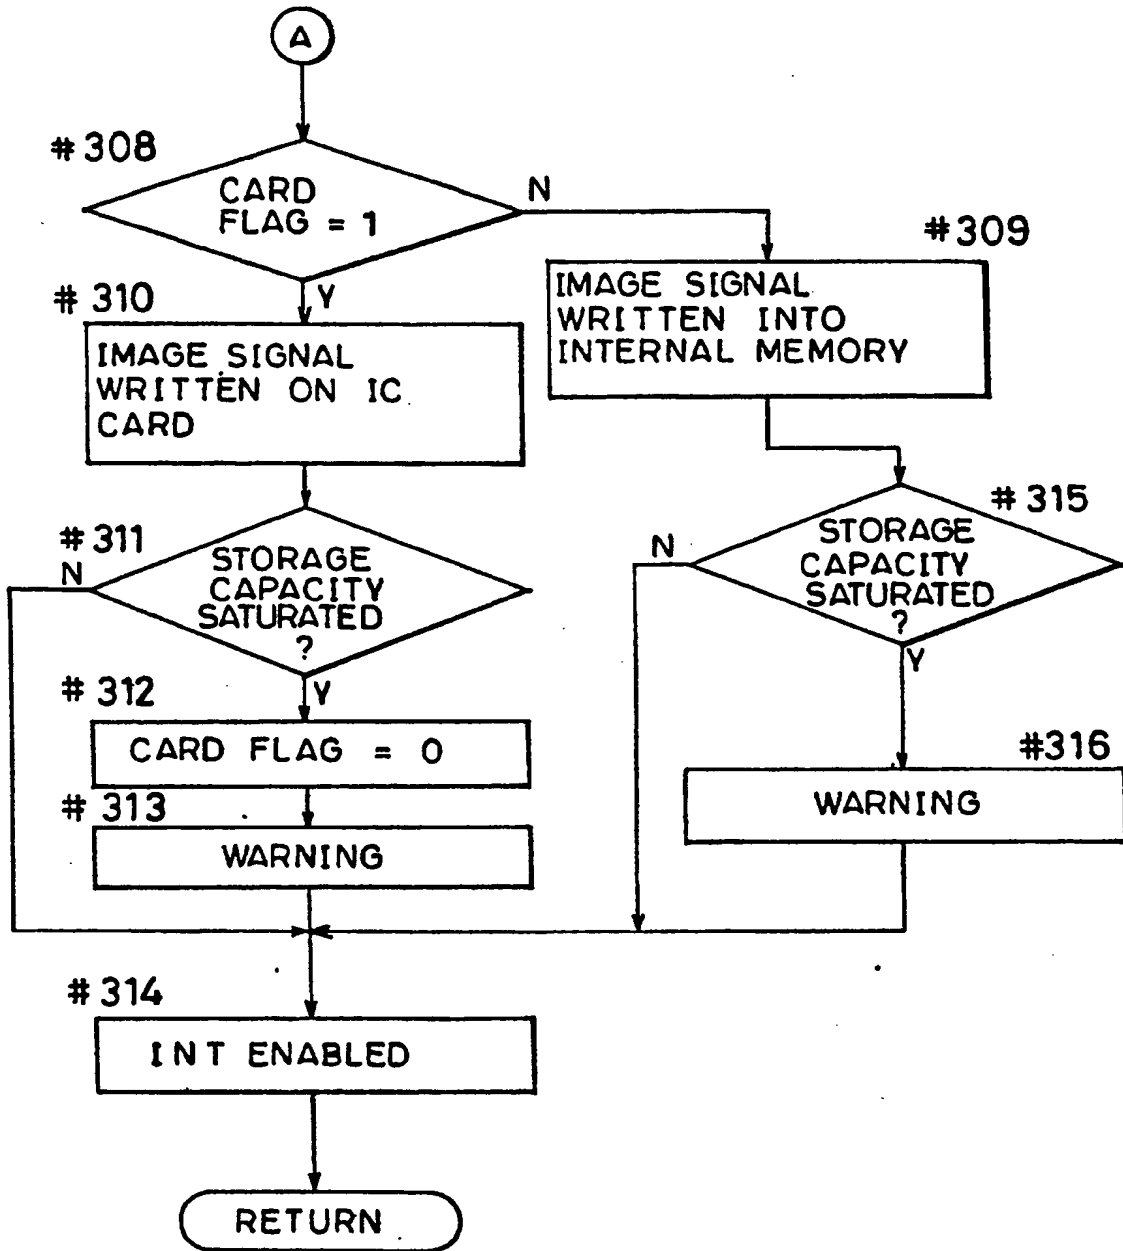 A
#308
CARD
FLAG = 1
N
Y
#309
IMAGE SIGNAL
WRITTEN INTO
INTERNAL MEMORY
#310
IMAGE SIGNAL
WRITTEN ON IC
CARD
#311
N
STORAGE
CAPACITY
SATURATED
?
Y
#315
N
STORAGE
CAPACITY
SATURATED
?
Y
#312
CARD FLAG = 0
#313
WARNING
#316
WARNING
#314
INT ENABLED
RETURN